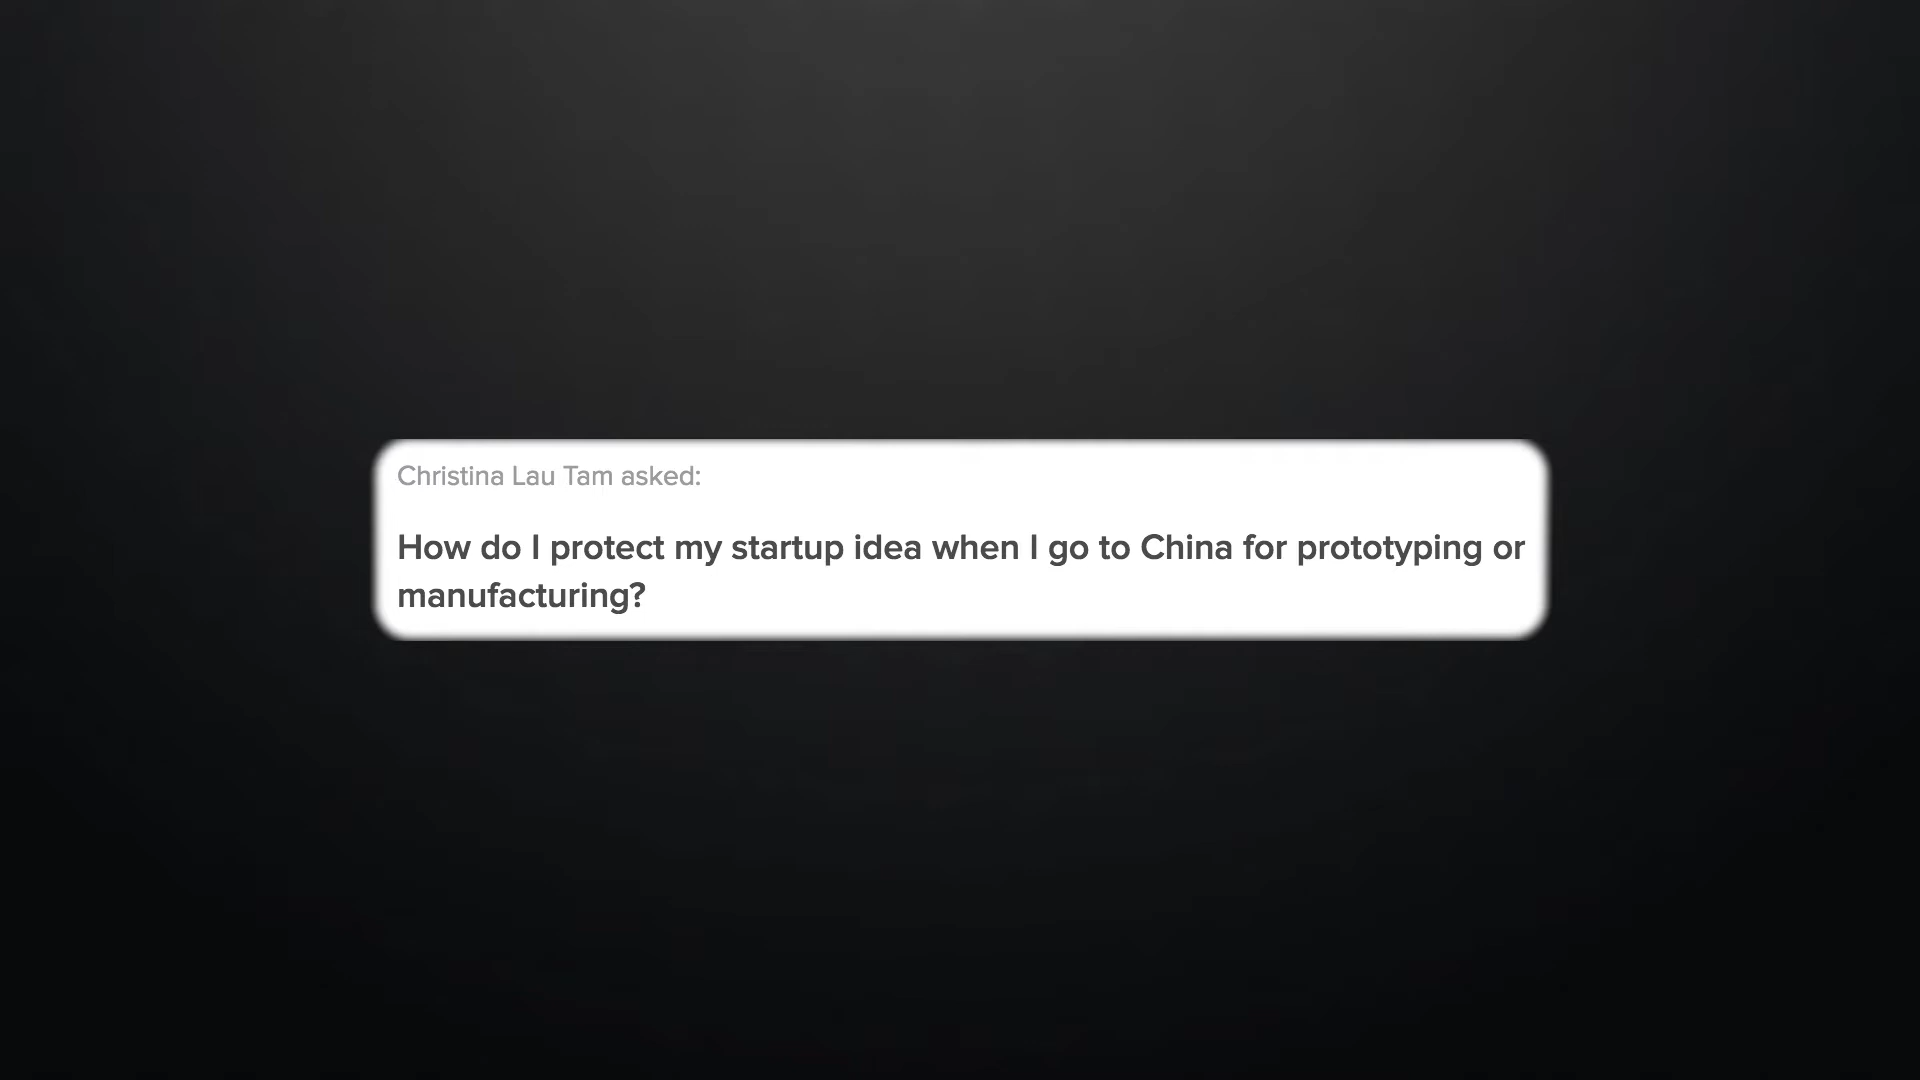 Christina Lau Tam asked:
How do I protect my startup idea when I go to China for prototyping or
manufacturing?